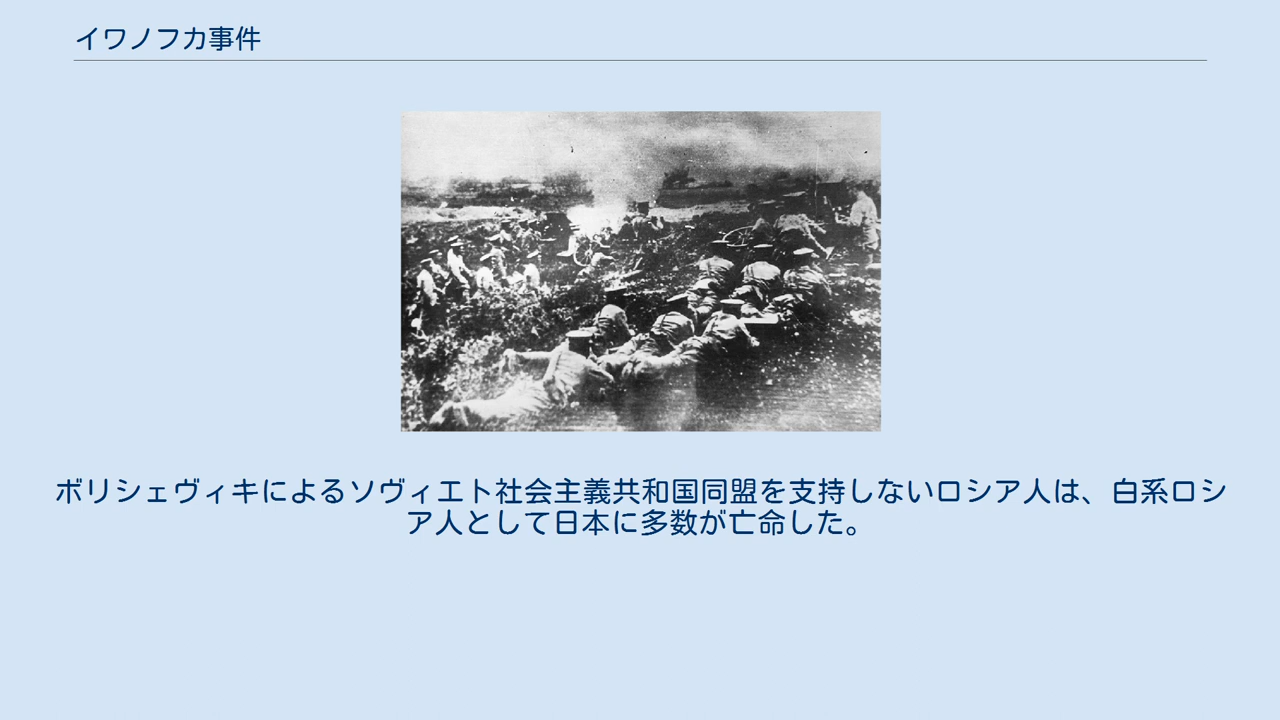 イワノフカ事件
ボリシェヴィキによるソヴィエト社会主義共和国同盟を支持しないロシア人は、白系ロシ
ア人として日本に多数が亡命した。